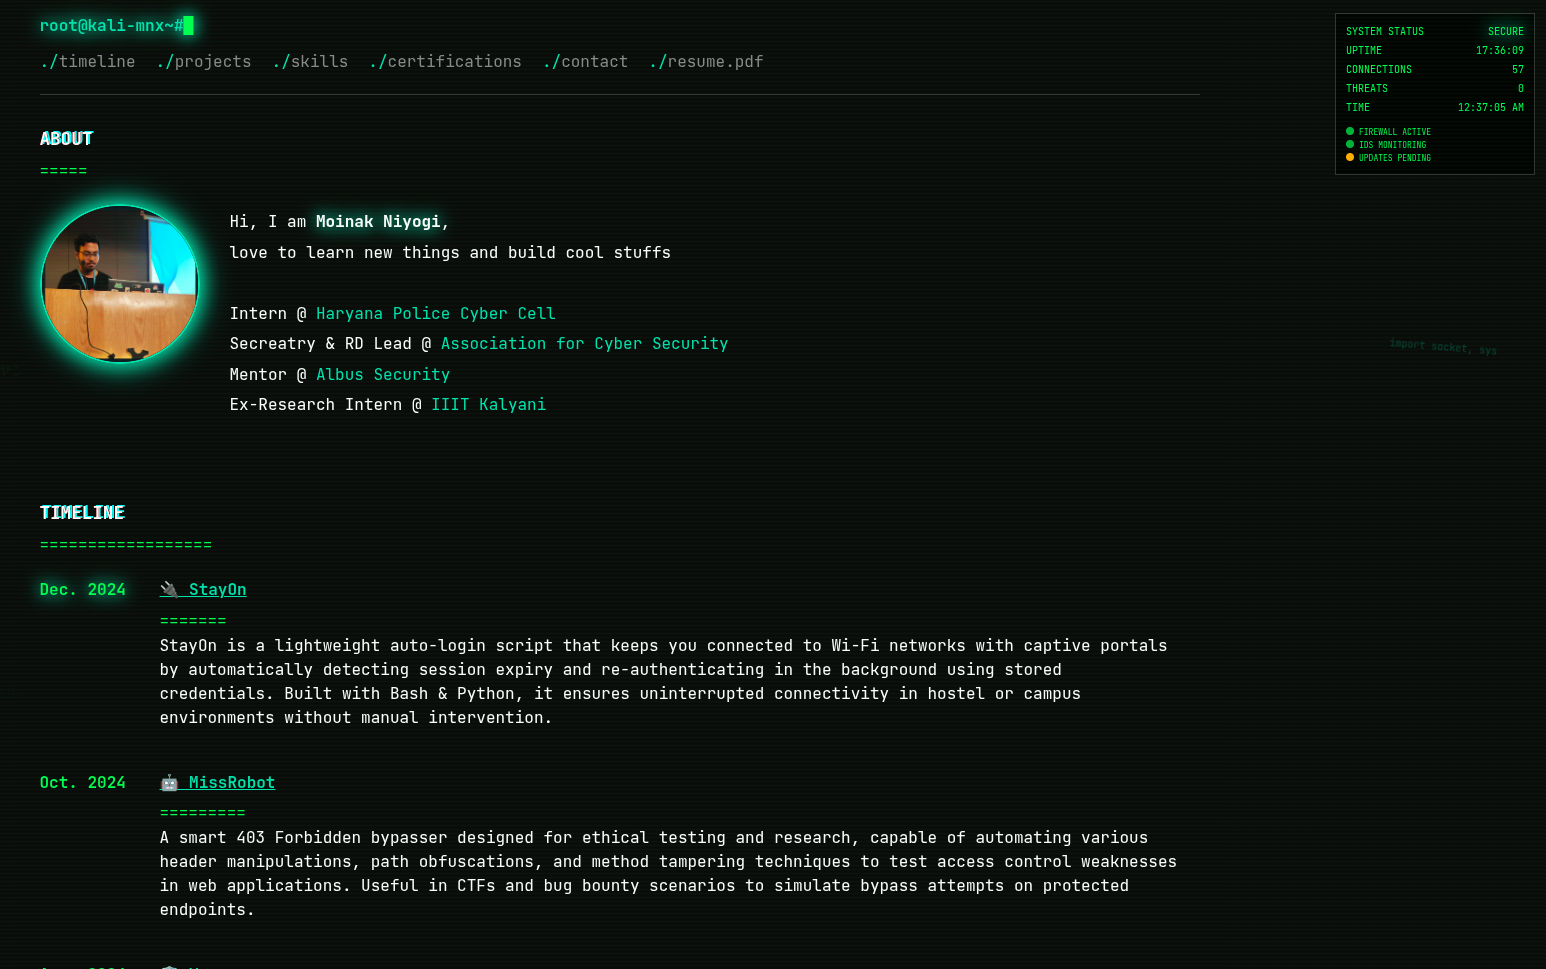 root@kali-mnx~#
./timeline ./projects ./skills ./certifications ./contact ./resume.pdf
SYSTEM STATUS SECURE
UPTIME 17:36:09
CONNECTIONS 57
THREATS 0
TIME 12:37:05 AM
FIREWALL ACTIVE
IDS MONITORING
UPDATES PENDING
ABOUT
=====
Hi, I am Moinak Niyogi,
love to learn new things and build cool stuffs
Intern @ Haryana Police Cyber Cell
Secreatry & RD Lead @ Association for Cyber Security
Mentor @ Albus Security
Ex-Research Intern @ IIIT Kalyani
import socket, sys
TIMELINE
==================
Dec. 2024 🔌 StayOn
=======
StayOn is a lightweight auto-login script that keeps you connected to Wi-Fi networks with captive portals
by automatically detecting session expiry and re-authenticating in the background using stored
credentials. Built with Bash & Python, it ensures uninterrupted connectivity in hostel or campus
environments without manual intervention.
Oct. 2024 🤖 MissRobot
=========
A smart 403 Forbidden bypasser designed for ethical testing and research, capable of automating various
header manipulations, path obfuscations, and method tampering techniques to test access control weaknesses
in web applications. Useful in CTFs and bug bounty scenarios to simulate bypass attempts on protected
endpoints.